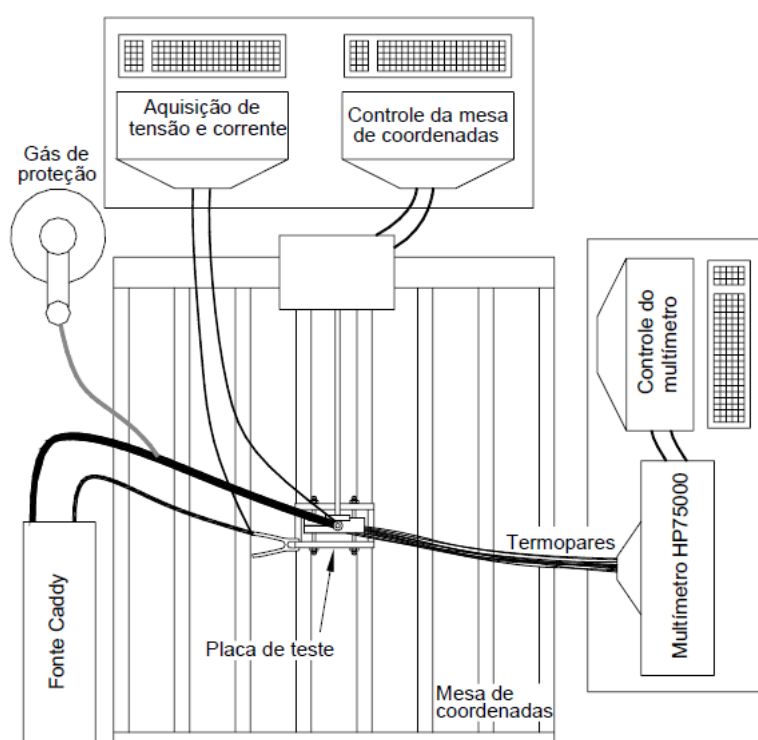 Aquisição de
tensão e corrente
Controle da mesa
de coordenadas
Gás de
proteção
Controle do
multímetro
Termopares
Multímetro HP75000
Placa de teste
Fonte Caddy
Mesa de
coordenadas